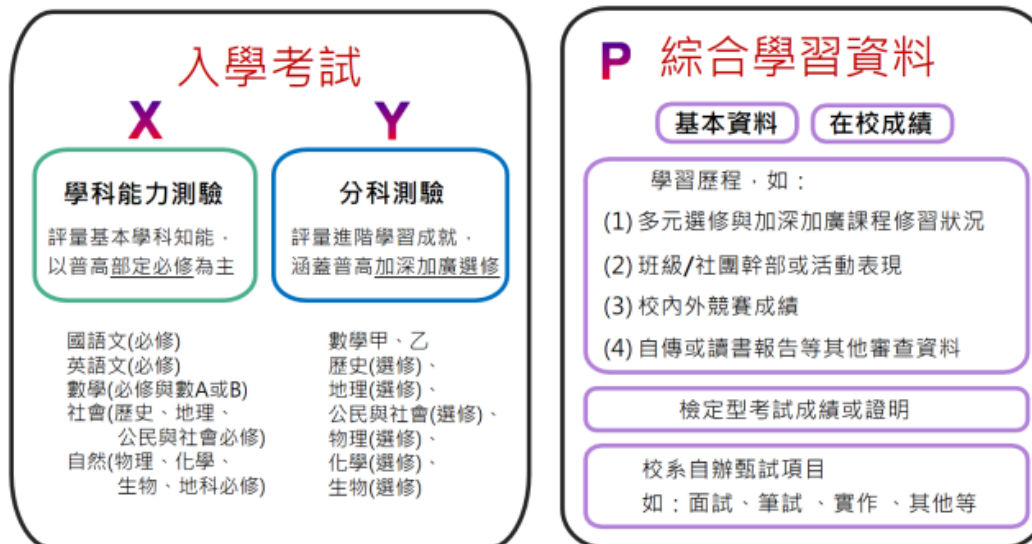 入學考試
X
學科能力測驗
評量基本學科知能，
以普高部定必修為主
國語文(必修)
英語文(必修)
數學(必修與數A或B)
社會(歷史、地理、
公民與社會必修)
自然(物理、化學、
生物、地科必修)
Y
分科測驗
評量進階學習成就，
涵蓋普高加深加廣選修
數學甲、乙
歷史(選修)、
地理(選修)、
公民與社會(選修)、
物理(選修)、
化學(選修)、
生物(選修)
P 綜合學習資料
基本資料 在校成績
學習歷程，如：
(1) 多元選修與加深加廣課程修習狀況
(2) 班級/社團幹部或活動表現
(3) 校內外競賽成績
(4) 自傳或讀書報告等其他審查資料
檢定型考試成績或證明
校系自辦甄試項目
如：面試、筆試 、實作 、其他等